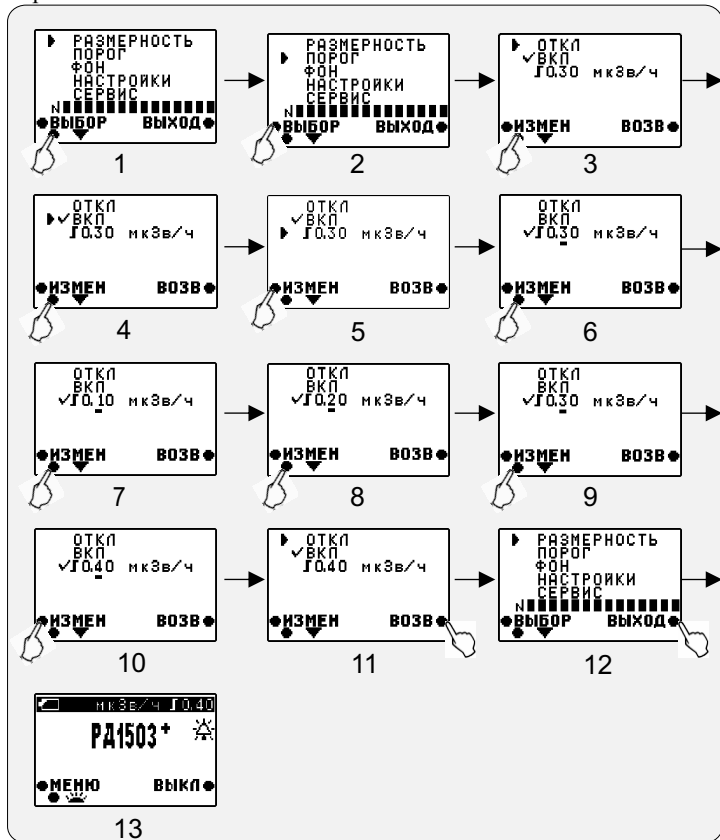 РАЗМЕРНОСТЬ
ПОРОГ
ФОН
НАСТРОЙКИ
СЕРВИС
N
ВЫБОР ВЫХОД
1
РАЗМЕРНОСТЬ
ПОРОГ
ФОН
НАСТРОЙКИ
СЕРВИС
N
ВЫБОР ВЫХОД
2
ОТКЛ
ВКЛ
0.30 мкЗв/ч
ИЗМЕН ВОЗВ
3
ОТКЛ
ВКЛ
0.30 мкЗв/ч
ИЗМЕН ВОЗВ
4
ОТКЛ
ВКЛ
0.30 мкЗв/ч
ИЗМЕН ВОЗВ
5
ОТКЛ
ВКЛ
0.30 мкЗв/ч
ИЗМЕН ВОЗВ
6
ОТКЛ
ВКЛ
0.10 мкЗв/ч
ИЗМЕН ВОЗВ
7
ОТКЛ
ВКЛ
0.20 мкЗв/ч
ИЗМЕН ВОЗВ
8
ОТКЛ
ВКЛ
0.30 мкЗв/ч
ИЗМЕН ВОЗВ
9
ОТКЛ
ВКЛ
0.40 мкЗв/ч
ИЗМЕН ВОЗВ
10
ОТКЛ
ВКЛ
0.40 мкЗв/ч
ИЗМЕН ВОЗВ
11
РАЗМЕРНОСТЬ
ПОРОГ
ФОН
НАСТРОЙКИ
СЕРВИС
N
ВЫБОР ВЫХОД
12
мкЗв/ч 0.40
РД1503+
МЕНЮ ВЫКЛ
13